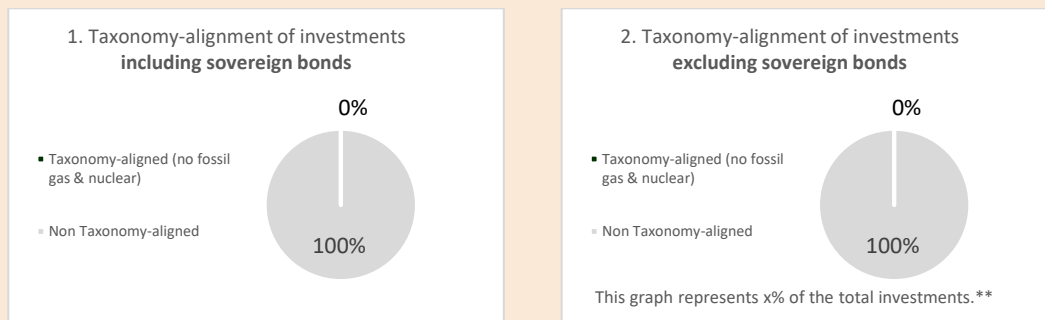 1. Taxonomy-alignment of investments
including sovereign bonds
0%
Taxonomy-aligned (no fossil
gas & nuclear)
Non Taxonomy-aligned
100%
2. Taxonomy-alignment of investments
excluding sovereign bonds
0%
Taxonomy-aligned (no fossil
gas & nuclear)
Non Taxonomy-aligned
100%
This graph represents x% of the total investments.**